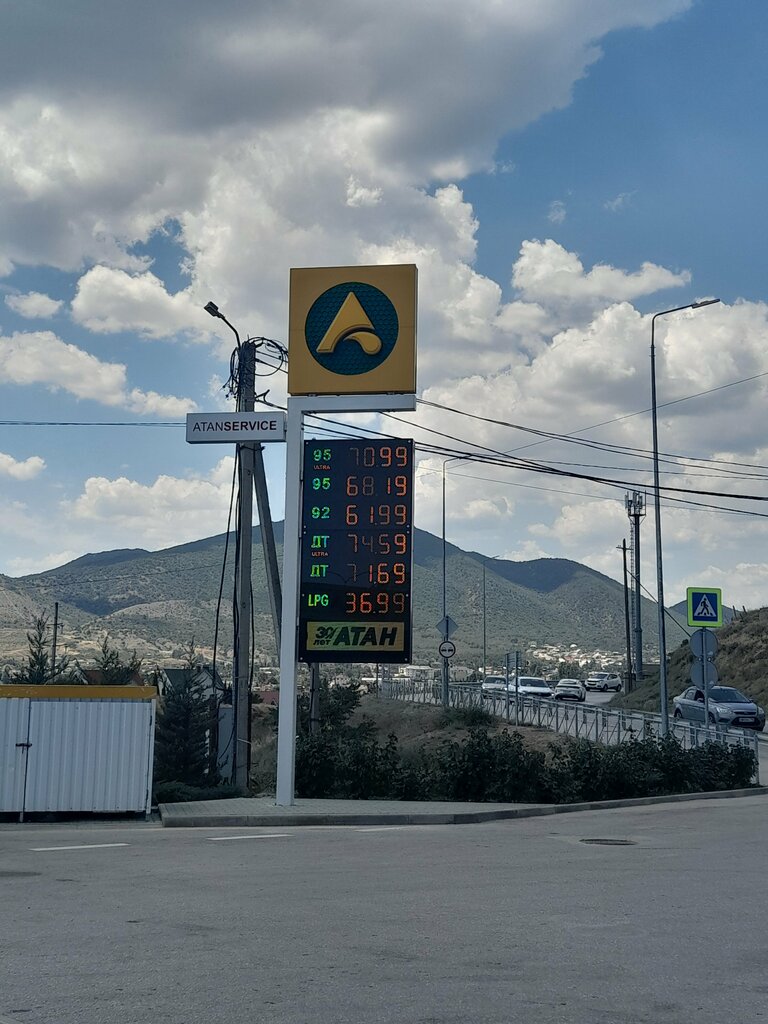 ATANSERVICE
95 70.99
ULTRA
95 68.19
92 61.99
ДТ 74.59
ULTRA
ДТ 71.69
LPG 36.99
30 лет АТАН